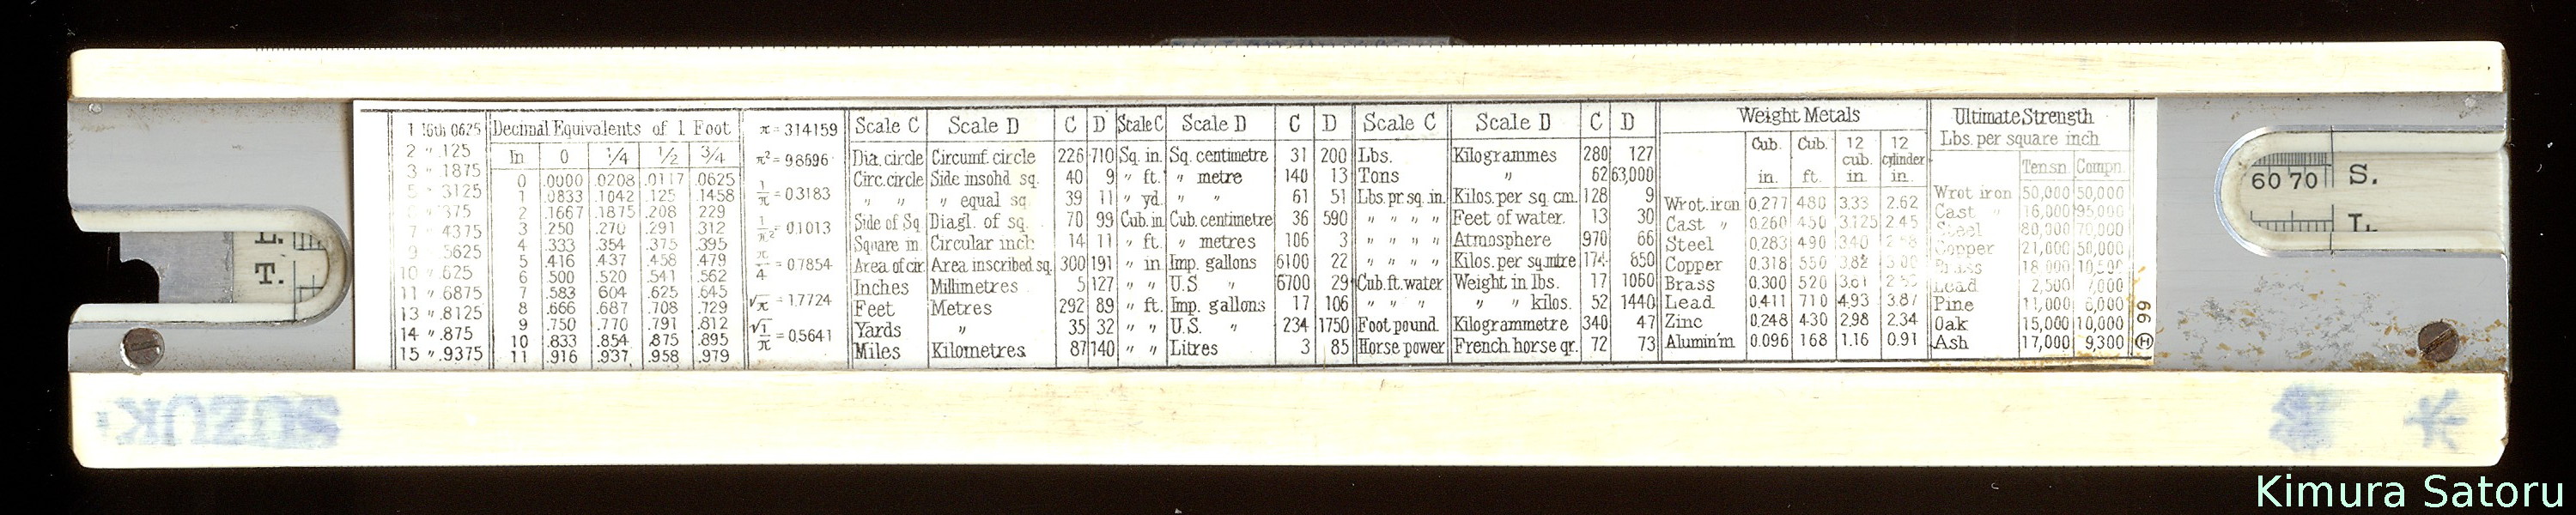 1 16th 0625
2 〃 .125
3 〃 .1875
5 〃 3125
6 〃 375
7 〃 4375
9 .5625
10 〃 .625
11 〃 6875
13 〃 .8125
14 〃 .875
15 〃 .9375
Decimal Equivalents of 1 Foot
In 0 1/4 1/2 3/4
0 .0000 .0208 .0117 .0625
1 .0833 .1042 .125 .1458
2 .1667 .1875 .208 229
3 .250 .270 .291 .312
4 .333 .354 .375 .395
5 .416 .437 .458 .479
6 .500 .520 .541 .562
7 .583 604 .625 .645
8 .666 .687 .708 .729
9 .750 .770 .791 .812
10 .833 .854 .875 .895
11 .916 .937 .958 .979
π = 314159
π² = 98696
1/π = 03183
1/π² = 01013
π/4 = 0.7854
√π = 1.7724
√1/π = 0.5641
Scale C Scale D C D
Dia. circle Circumf. circle 226 710
Circ. circle Side insohd sq. 40 9
〃 〃 〃 equal sq. 39 11
Side of Sq Diagl. of sq. 70 99
Square in. Circular inch 14 11
Area of cir Area inscribed sq. 300 191
Inches Millimetres 5 127
Feet Metres 292 89
Yards 〃 35 32
Miles Kilometres 87 140
Scale C Scale D C D
Sq. in. Sq. centimetre 31 200
〃 ft. 〃 metre 140 13
〃 yd. 〃 〃 61 51
Cub. in. Cub. centimetre 36 590
〃 ft. 〃 metres 106 3
〃 in Imp. gallons 6100 22
〃 〃 U.S 〃 6700 29
〃 ft. Imp. gallons 17 106
〃 〃 U.S. 〃 234 1750
〃 〃 Litres 3 85
Scale C Scale D C D
Lbs. Kilogrammes 280 127
Tons 〃 62 63,000
Lbs. pr sq. in. Kilos. per sq. cm. 128 9
〃 〃 〃 〃 Feet of water. 13 30
〃 〃 〃 〃 Atmosphere 970 66
〃 〃 〃 〃 Kilos. per sq. mtre 174 850
Cub. ft. water Weight in lbs. 17 1060
〃 〃 〃 〃 〃 kilos. 52 1440
Foot pound Kilogrammetre 340 47
Horse power French horse qr. 72 73
Weight Metals
Cub. in. Cub. ft. 12 cub. in. 12 cylinder in.
Wrot. iron 0.277 480 3.33 2.62
Cast 〃 0.260 450 3.125 2.45
Steel 0.283 490 340
Copper 0.318 550 3.82
Brass 0.300 520 3.61
Lead 0.411 710 4.93 3.87
Zinc 0.248 430 2.98 2.34
Alumin'm 0.096 168 1.16 0.91
Ultimate Strength
Lbs. per square inch
Tensn. Compn.
Wrot iron 50,000 50,000
Cast 〃 16,000 95,000
Steel 80,000 70,000
Copper 21,000 50,000
Brass 18,000 10,500
Lead 2,500 7,000
Pine 11,000 6,000
Oak 15,000 10,000
Ash 17,000 9,300
H 99
L.
T.
60 70 S.
L.
Kimura Satoru